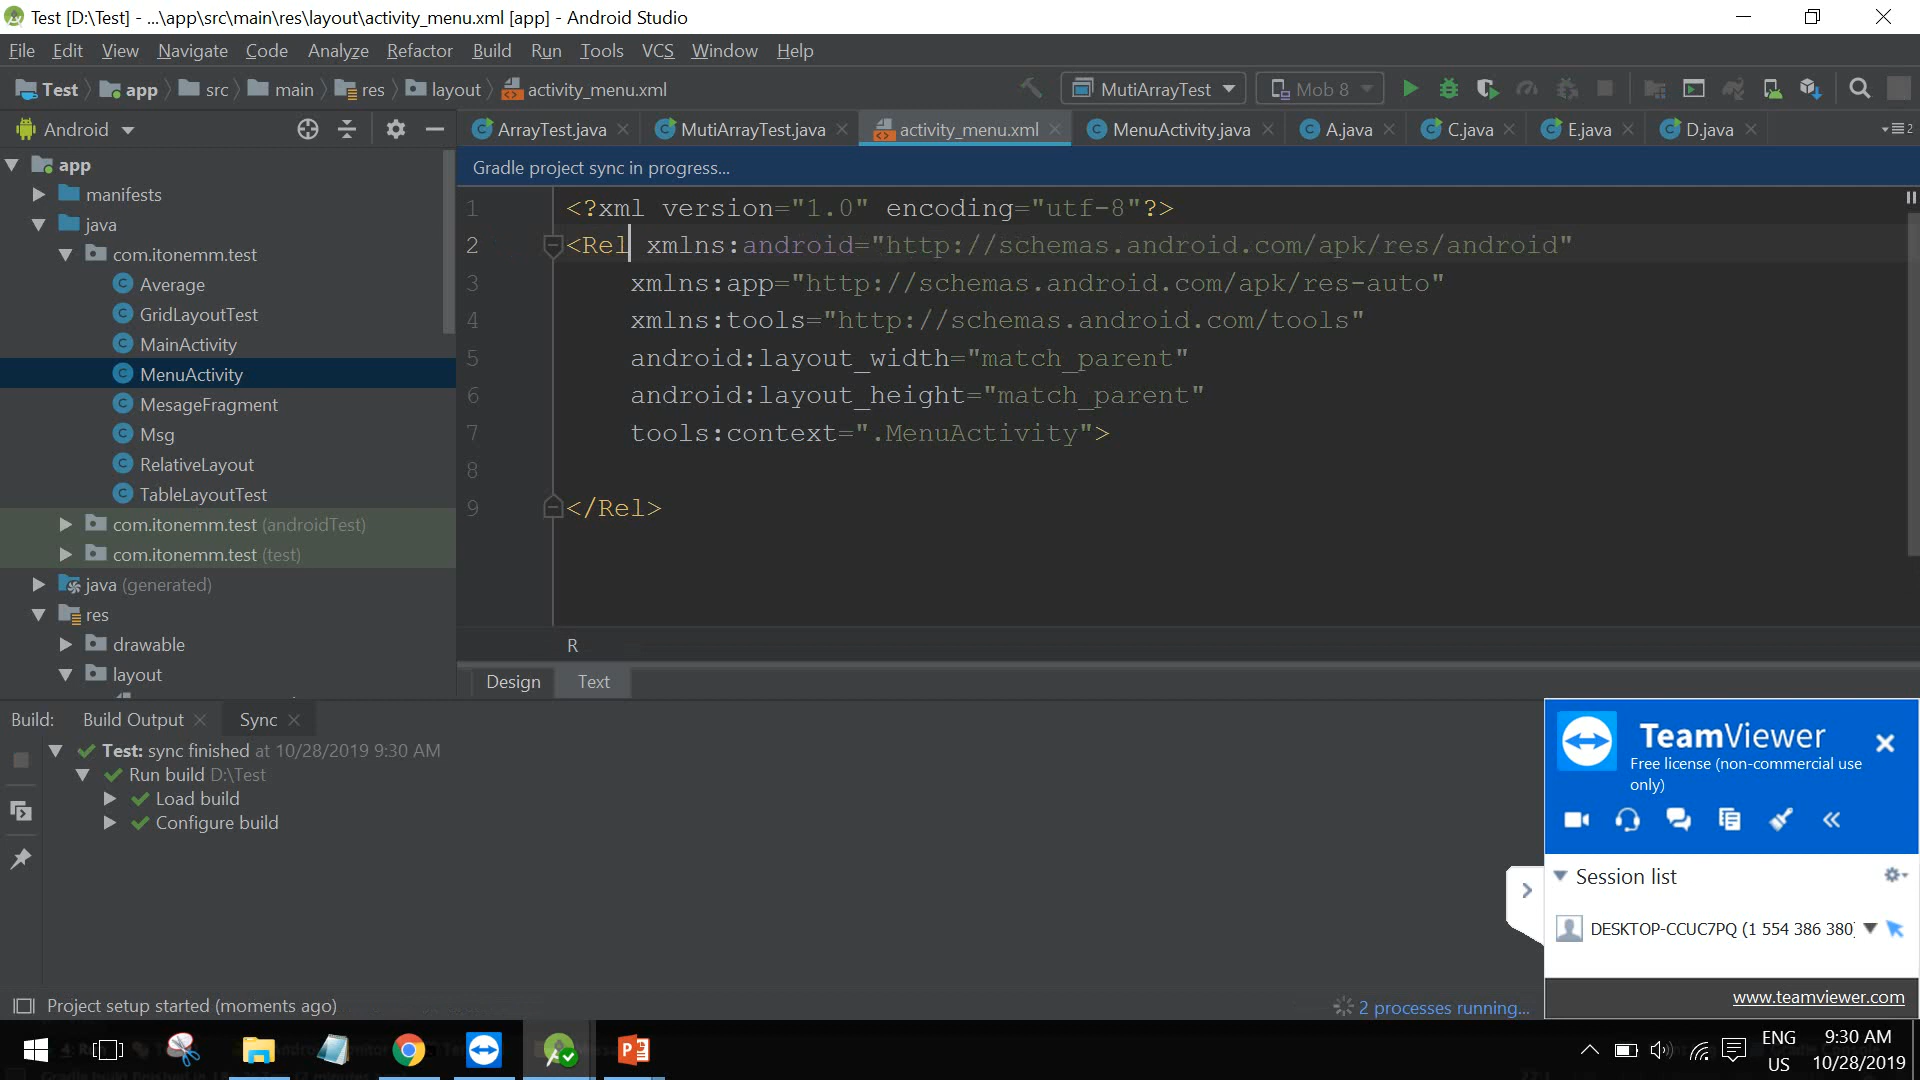 Test [D:\Test] - ...\app\src\main\res\layout\activity_menu.xml [app] - Android Studio
File Edit View Navigate Code Analyze Refactor Build Run Tools VCS Window Help
Test app src main res layout activity_menu.xml MutiArrayTest Mob 8
Android ArrayTest.java MutiArrayTest.java activity_menu.xml MenuActivity.java A.java C.java E.java D.java 2
Gradle project sync in progress...
app
manifests
java
com.itonemm.test
Average
GridLayoutTest
MainActivity
MenuActivity
MesageFragment
Msg
RelativeLayout
TableLayoutTest
com.itonemm.test (androidTest)
com.itonemm.test (test)
java (generated)
res
drawable
layout
1 <?xml version="1.0" encoding="utf-8"?>
2 <Rel xmlns:android="http://schemas.android.com/apk/res/android"
3 xmlns:app="http://schemas.android.com/apk/res-auto"
4 xmlns:tools="http://schemas.android.com/tools"
5 android:layout_width="match_parent"
6 android:layout_height="match_parent"
7 tools:context=".MenuActivity">
8
9 </Rel>
R
Design Text
Build: Build Output Sync
Test: sync finished at 10/28/2019 9:30 AM
Run build D:\Test
Load build
Configure build
TeamViewer
Free license (non-commercial use
only)
Session list
DESKTOP-CCUC7PQ (1 554 386 380)
www.teamviewer.com
Project setup started (moments ago)
2 processes running...
ENG
US
9:30 AM
10/28/2019